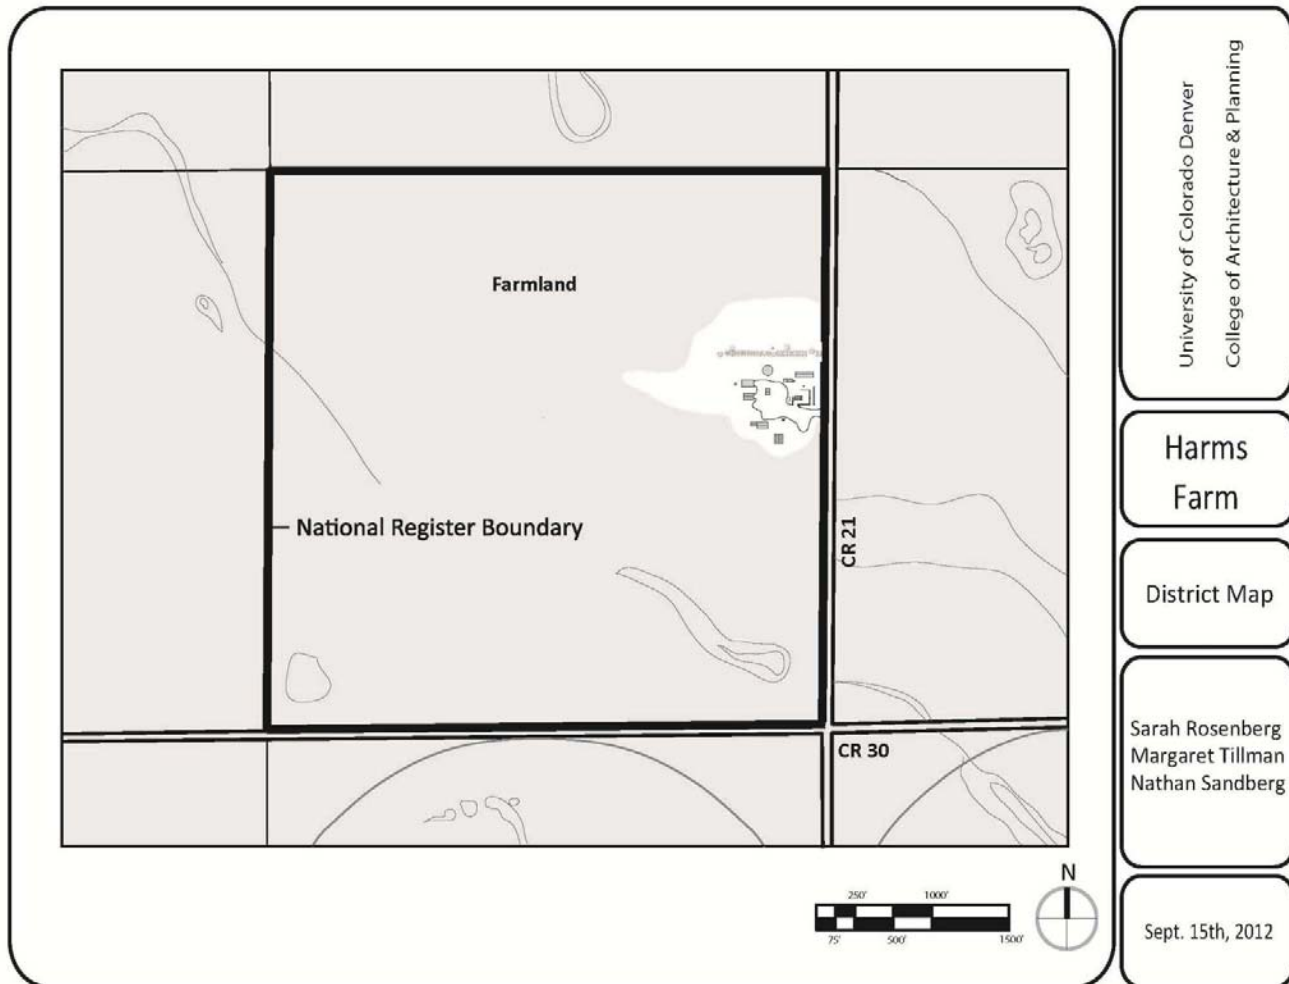 Farmland
National Register Boundary
CR 21
CR 30
250'
1000'
75'
500'
1500'
N
University of Colorado Denver
College of Architecture & Planning
Harms
Farm
District Map
Sarah Rosenberg
Margaret Tillman
Nathan Sandberg
Sept. 15th, 2012